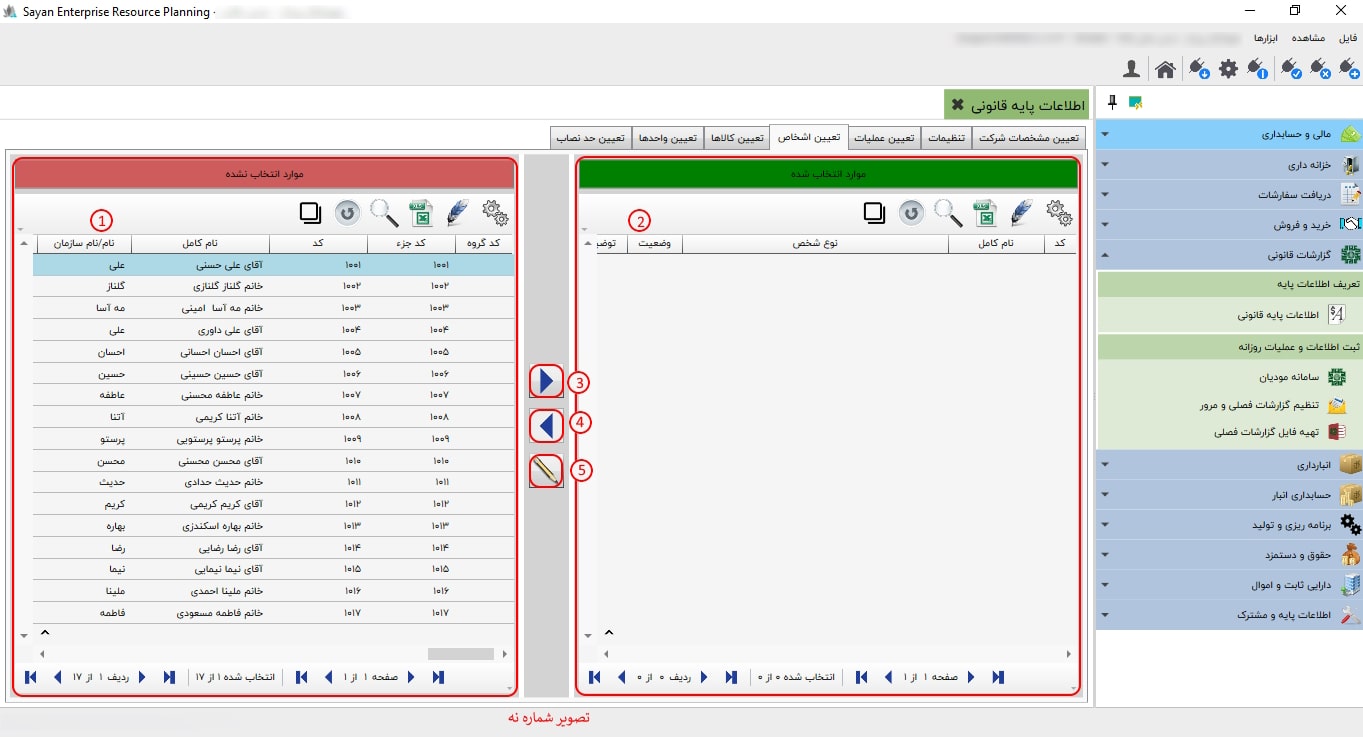 Sayan Enterprise Resource Planning -
فایل مشاهده ابزارها
اطلاعات پایه قانونی
تعیین مشخصات شرکت تنظیمات تعیین عملیات تعیین اشخاص تعیین کالاها تعیین واحدها تعیین حد نصاب
مالی و حسابداری
خزانه داری
دریافت سفارشات
خرید و فروش
گزارشات قانونی
تعریف اطلاعات پایه
اطلاعات پایه قانونی
ثبت اطلاعات و عملیات روزانه
سامانه مودیان
تنظیم گزارشات فصلی و مرور
تهیه فایل گزارشات فصلی
انبارداری
حسابداری انبار
برنامه ریزی و تولید
حقوق و دستمزد
دارایی ثابت و اموال
اطلاعات پایه و مشترک
موارد انتخاب شده
2
کد نام کامل نوع شخص وضعیت توضی
صفحه ۱ از ۱ انتخاب شده ۰ از ۰ ردیف ۰ از ۰
3
4
5
موارد انتخاب نشده
1
کد گروه کد جزء کد نام کامل نام/نام سازمان
۱۰۰۱ ۱۰۰۱ آقای علی حسنی علی
۱۰۰۲ ۱۰۰۲ خانم گلناز گلنازی گلناز
۱۰۰۳ ۱۰۰۳ خانم مه آسا امینی مه آسا
۱۰۰۴ ۱۰۰۴ آقای علی داوری علی
۱۰۰۵ ۱۰۰۵ آقای احسان احسانی احسان
۱۰۰۶ ۱۰۰۶ آقای حسین حسینی حسین
۱۰۰۷ ۱۰۰۷ خانم عاطفه محسنی عاطفه
۱۰۰۸ ۱۰۰۸ خانم آتنا کریمی آتنا
۱۰۰۹ ۱۰۰۹ خانم پرستو پرستویی پرستو
۱۰۱۰ ۱۰۱۰ آقای محسن محسنی محسن
۱۰۱۱ ۱۰۱۱ خانم حدیث حدادی حدیث
۱۰۱۲ ۱۰۱۲ آقای کریم کریمی کریم
۱۰۱۳ ۱۰۱۳ خانم بهاره اسکندزی بهاره
۱۰۱۴ ۱۰۱۴ آقای رضا رضایی رضا
۱۰۱۵ ۱۰۱۵ آقای نیما نیمایی نیما
۱۰۱۶ ۱۰۱۶ خانم ملینا احمدی ملینا
۱۰۱۷ ۱۰۱۷ خانم فاطمه مسعودی فاطمه
صفحه ۱ از ۱ انتخاب شده ۱ از ۱۷ ردیف ۱ از ۱۷
تصویر شماره نه